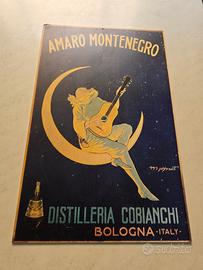 AMARO MONTENEGRO
DISTILLERIA COBIANCHI
BOLOGNA - ITALY -